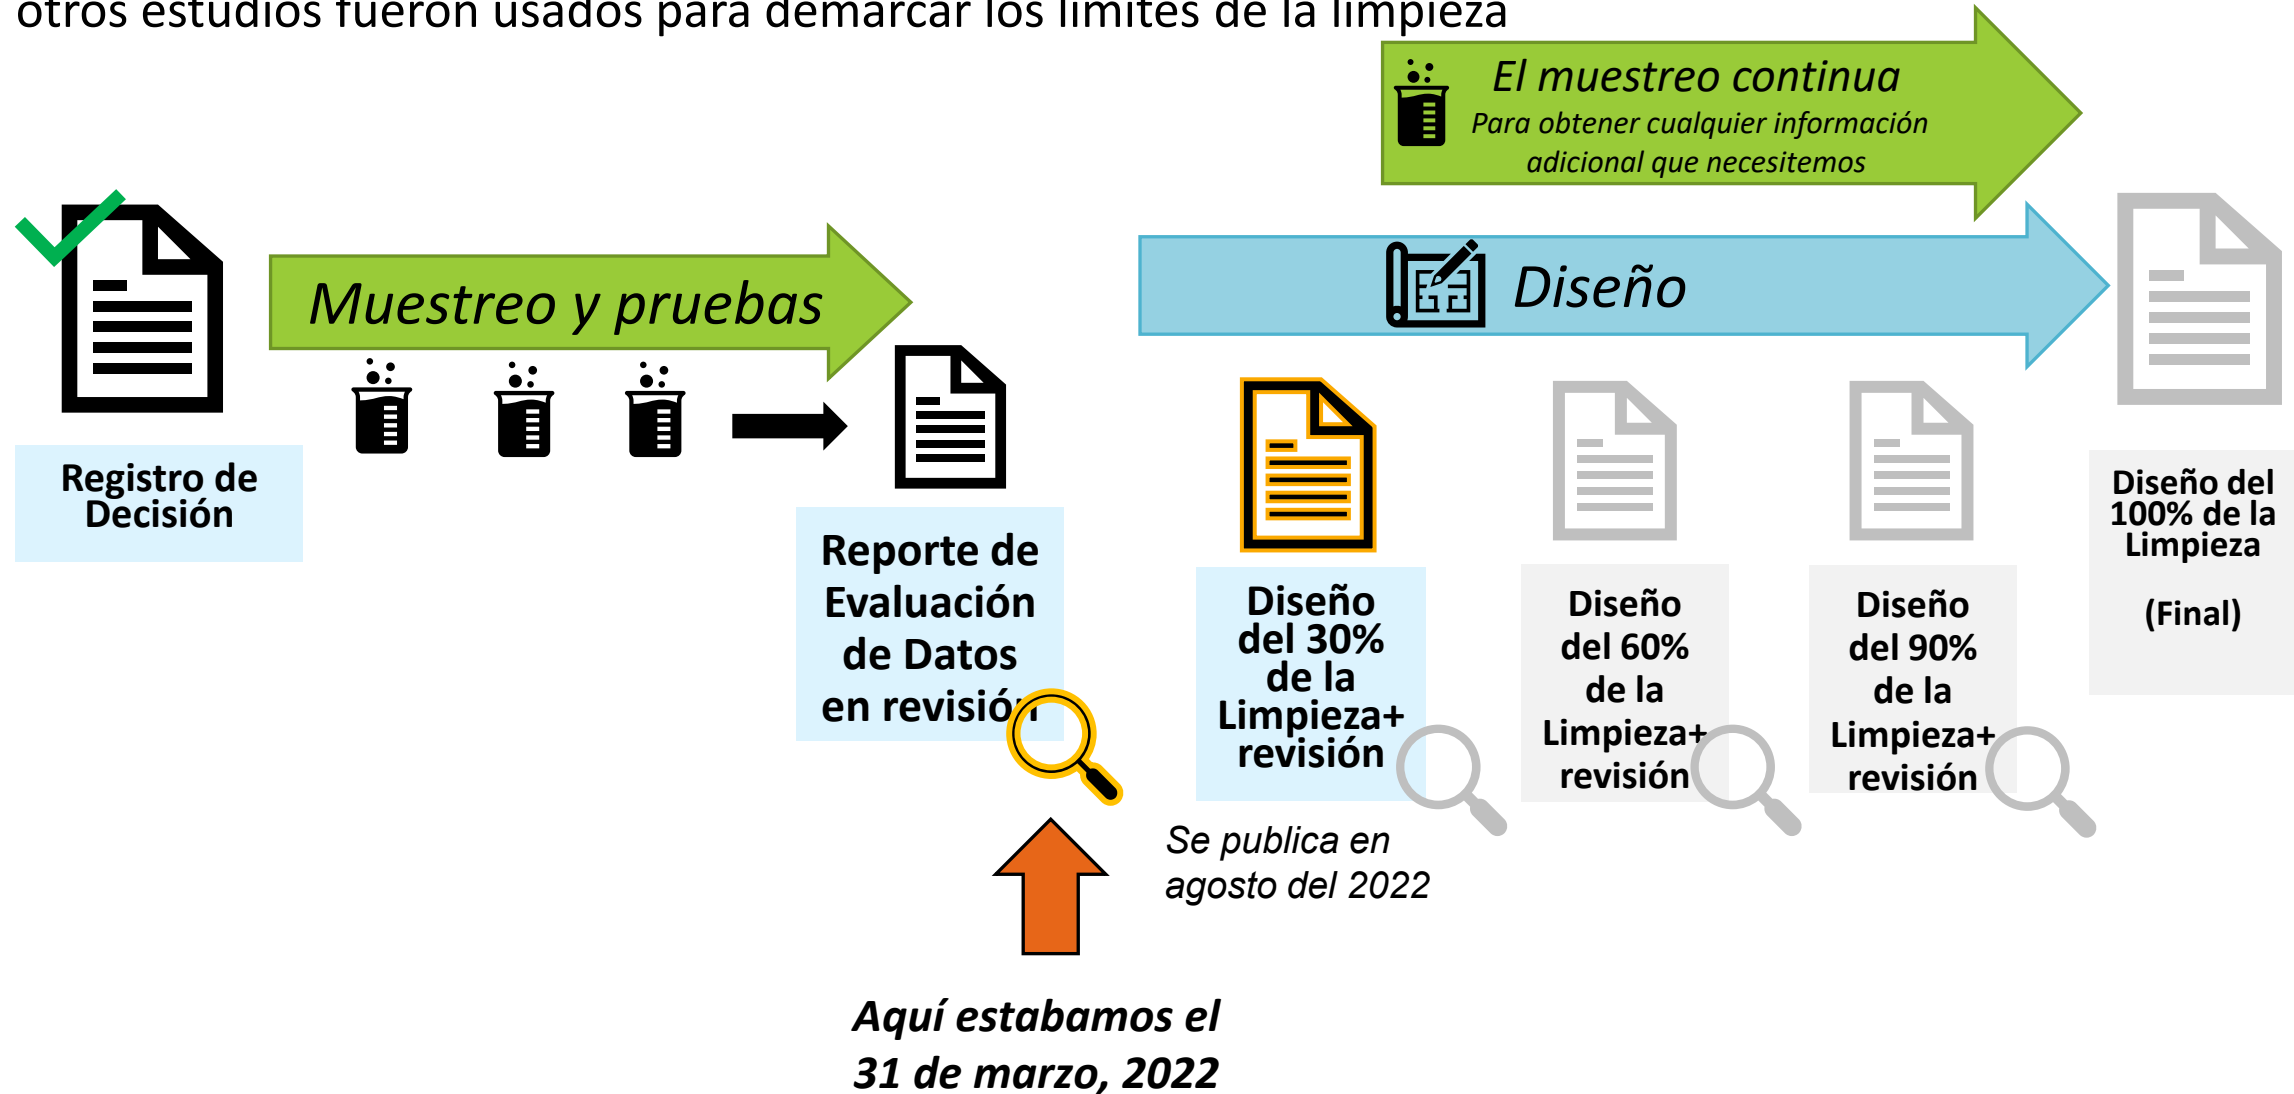 otros estudios fueron usados para demarcar los límites de la limpieza
El muestreo continua
Para obtener cualquier información
adicional que necesitemos
Muestreo y pruebas
Diseño
Registro de
Decisión
Reporte de
Evaluación
de Datos
en revisión
Diseño
del 30%
de la
Limpieza+
revisión
Diseño
del 60%
de la
Limpieza+
revisión
Diseño
del 90%
de la
Limpieza+
revisión
Diseño del
100% de la
Limpieza
(Final)
Se publica en
agosto del 2022
Aquí estabamos el
31 de marzo, 2022